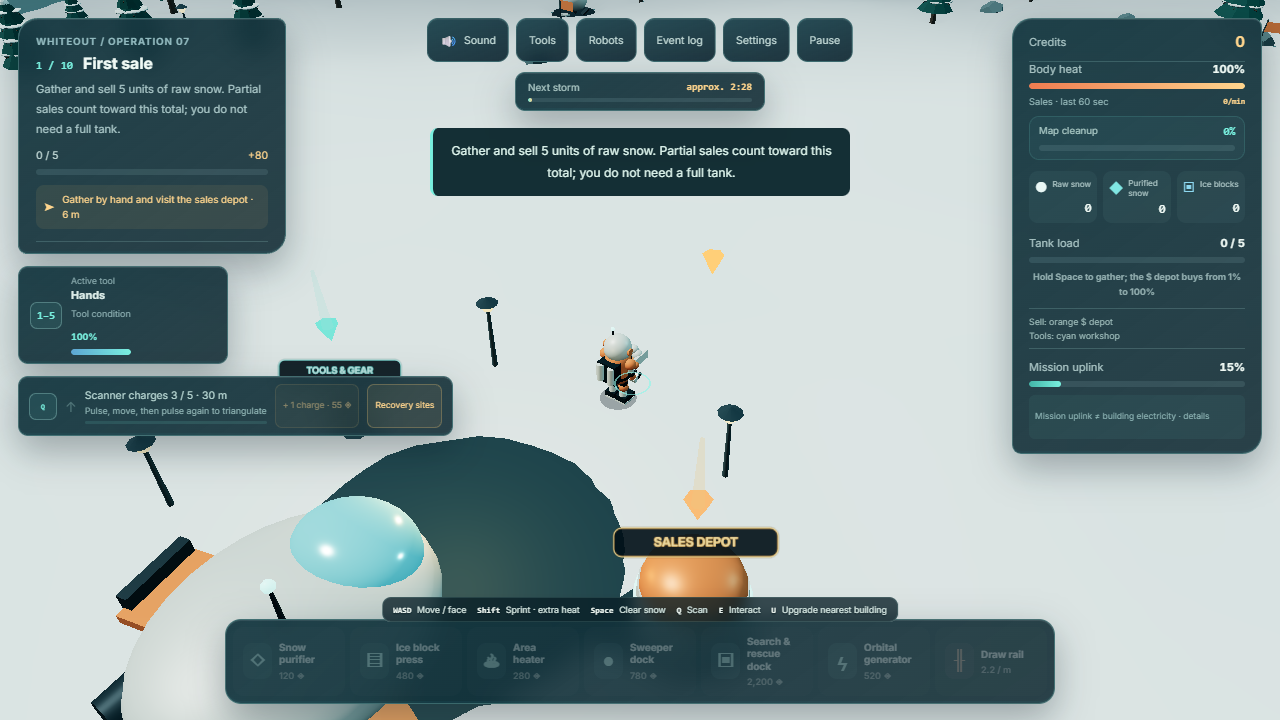 WHITEOUT / OPERATION 07
1 / 10 First sale
Gather and sell 5 units of raw snow. Partial
sales count toward this total; you do not
need a full tank.
0 / 5 +80
Gather by hand and visit the sales depot ·
6 m
Active tool
Hands
1–5
Tool condition
100%
TOOLS & GEAR
Q
Scanner charges 3 / 5 · 30 m
Pulse, move, then pulse again to triangulate
+ 1 charge · 55 ◆
Recovery sites
Sound
Tools
Robots
Event log
Settings
Pause
Next storm approx. 2:28
Gather and sell 5 units of raw snow. Partial sales count toward this
total; you do not need a full tank.
Credits 0
Body heat 100%
Sales · last 60 sec 0/min
Map cleanup 0%
Raw snow
0
Purified
snow
0
Ice blocks
0
Tank load 0 / 5
Hold Space to gather; the $ depot buys from 1%
to 100%
Sell: orange $ depot
Tools: cyan workshop
Mission uplink 15%
Mission uplink ≠ building electricity · details
SALES DEPOT
WASD Move / face Shift Sprint · extra heat Space Clear snow Q Scan E Interact U Upgrade nearest building
Snow
purifier
120 ◆
Ice block
press
480 ◆
Area
heater
280 ◆
Sweeper
dock
780 ◆
Search &
rescue
dock
2,200 ◆
Orbital
generator
520 ◆
Draw rail
2.2 / m